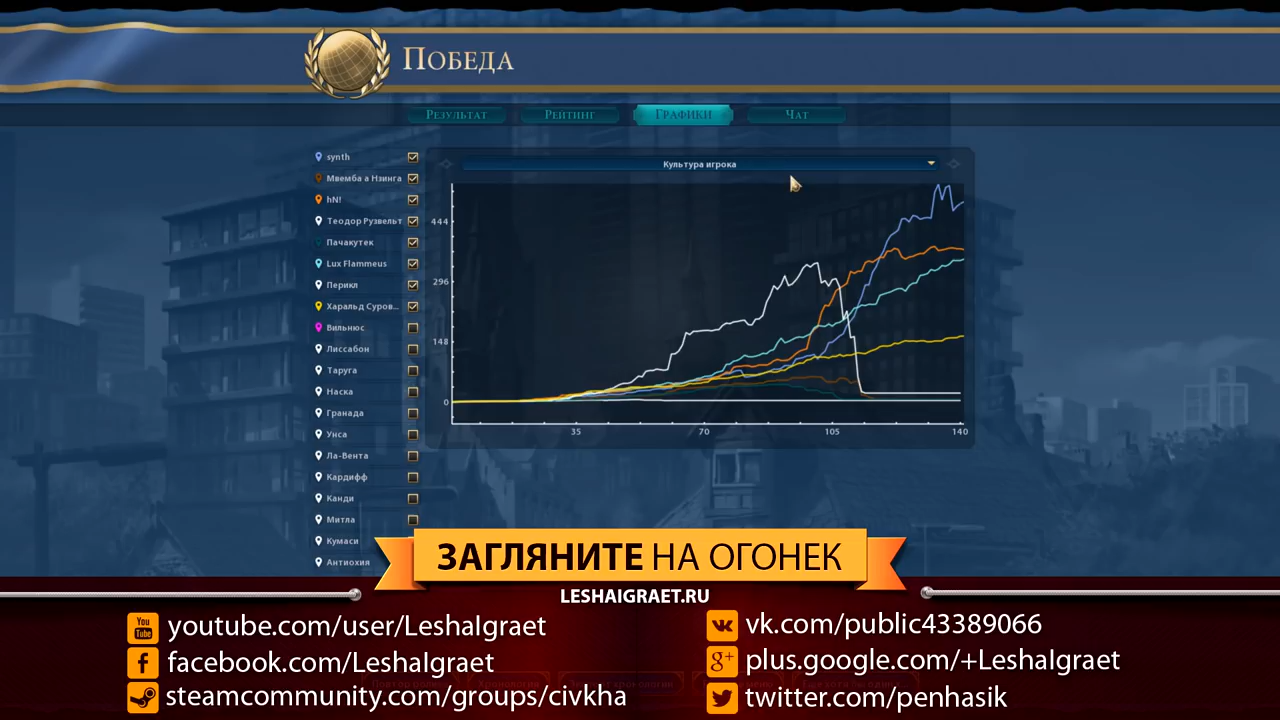 ПОБЕДА
РЕЗУЛЬТАТ
РЕЙТИНГ
ГРАФИКИ
ЧАТ
Культура игрока
synth
Мвемба а Нзинга
hN!
Теодор Рузвельт
Пачакутек
Lux Flammeus
Перикл
Харальд Суров...
Вильнюс
Лиссабон
Таруга
Наска
Гранада
Унса
Ла-Вента
Кардифф
Канди
Митла
Кумаси
Антиохия
444
296
148
0
35
70
105
140
ЗАГЛЯНИТЕ НА ОГОНЕК
LESHAIGRAET.RU
You Tube youtube.com/user/LeshaIgraet
facebook.com/LeshaIgraet
steamcommunity.com/groups/civkha
vk.com/public43389066
g+ plus.google.com/+LeshaIgraet
twitter.com/penhasik